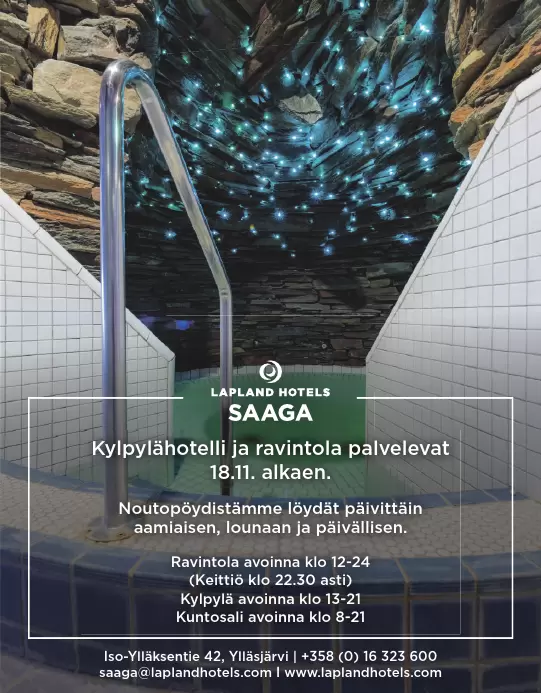 LAPLAND HOTELS
SAAGA
Kylpylähotelli ja ravintola palvelevat
18.11. alkaen.
Noutopöydistämme löydät päivittäin
aamiaisen, lounaan ja päivällisen.
Ravintola avoinna klo 12-24
(Keittiö klo 22.30 asti)
Kylpylä avoinna klo 13-21
Kuntosali avoinna klo 8-21
Iso-Ylläksentie 42, Ylläsjärvi | +358 (0) 16 323 600
saaga@laplandhotels.com I www.laplandhotels.com